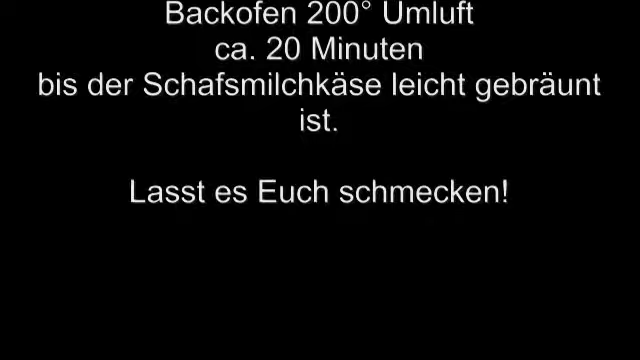 Backofen 200° Umluft
ca. 20 Minuten
bis der Schafsmilchkäse leicht gebräunt
ist.
Lasst es Euch schmecken!